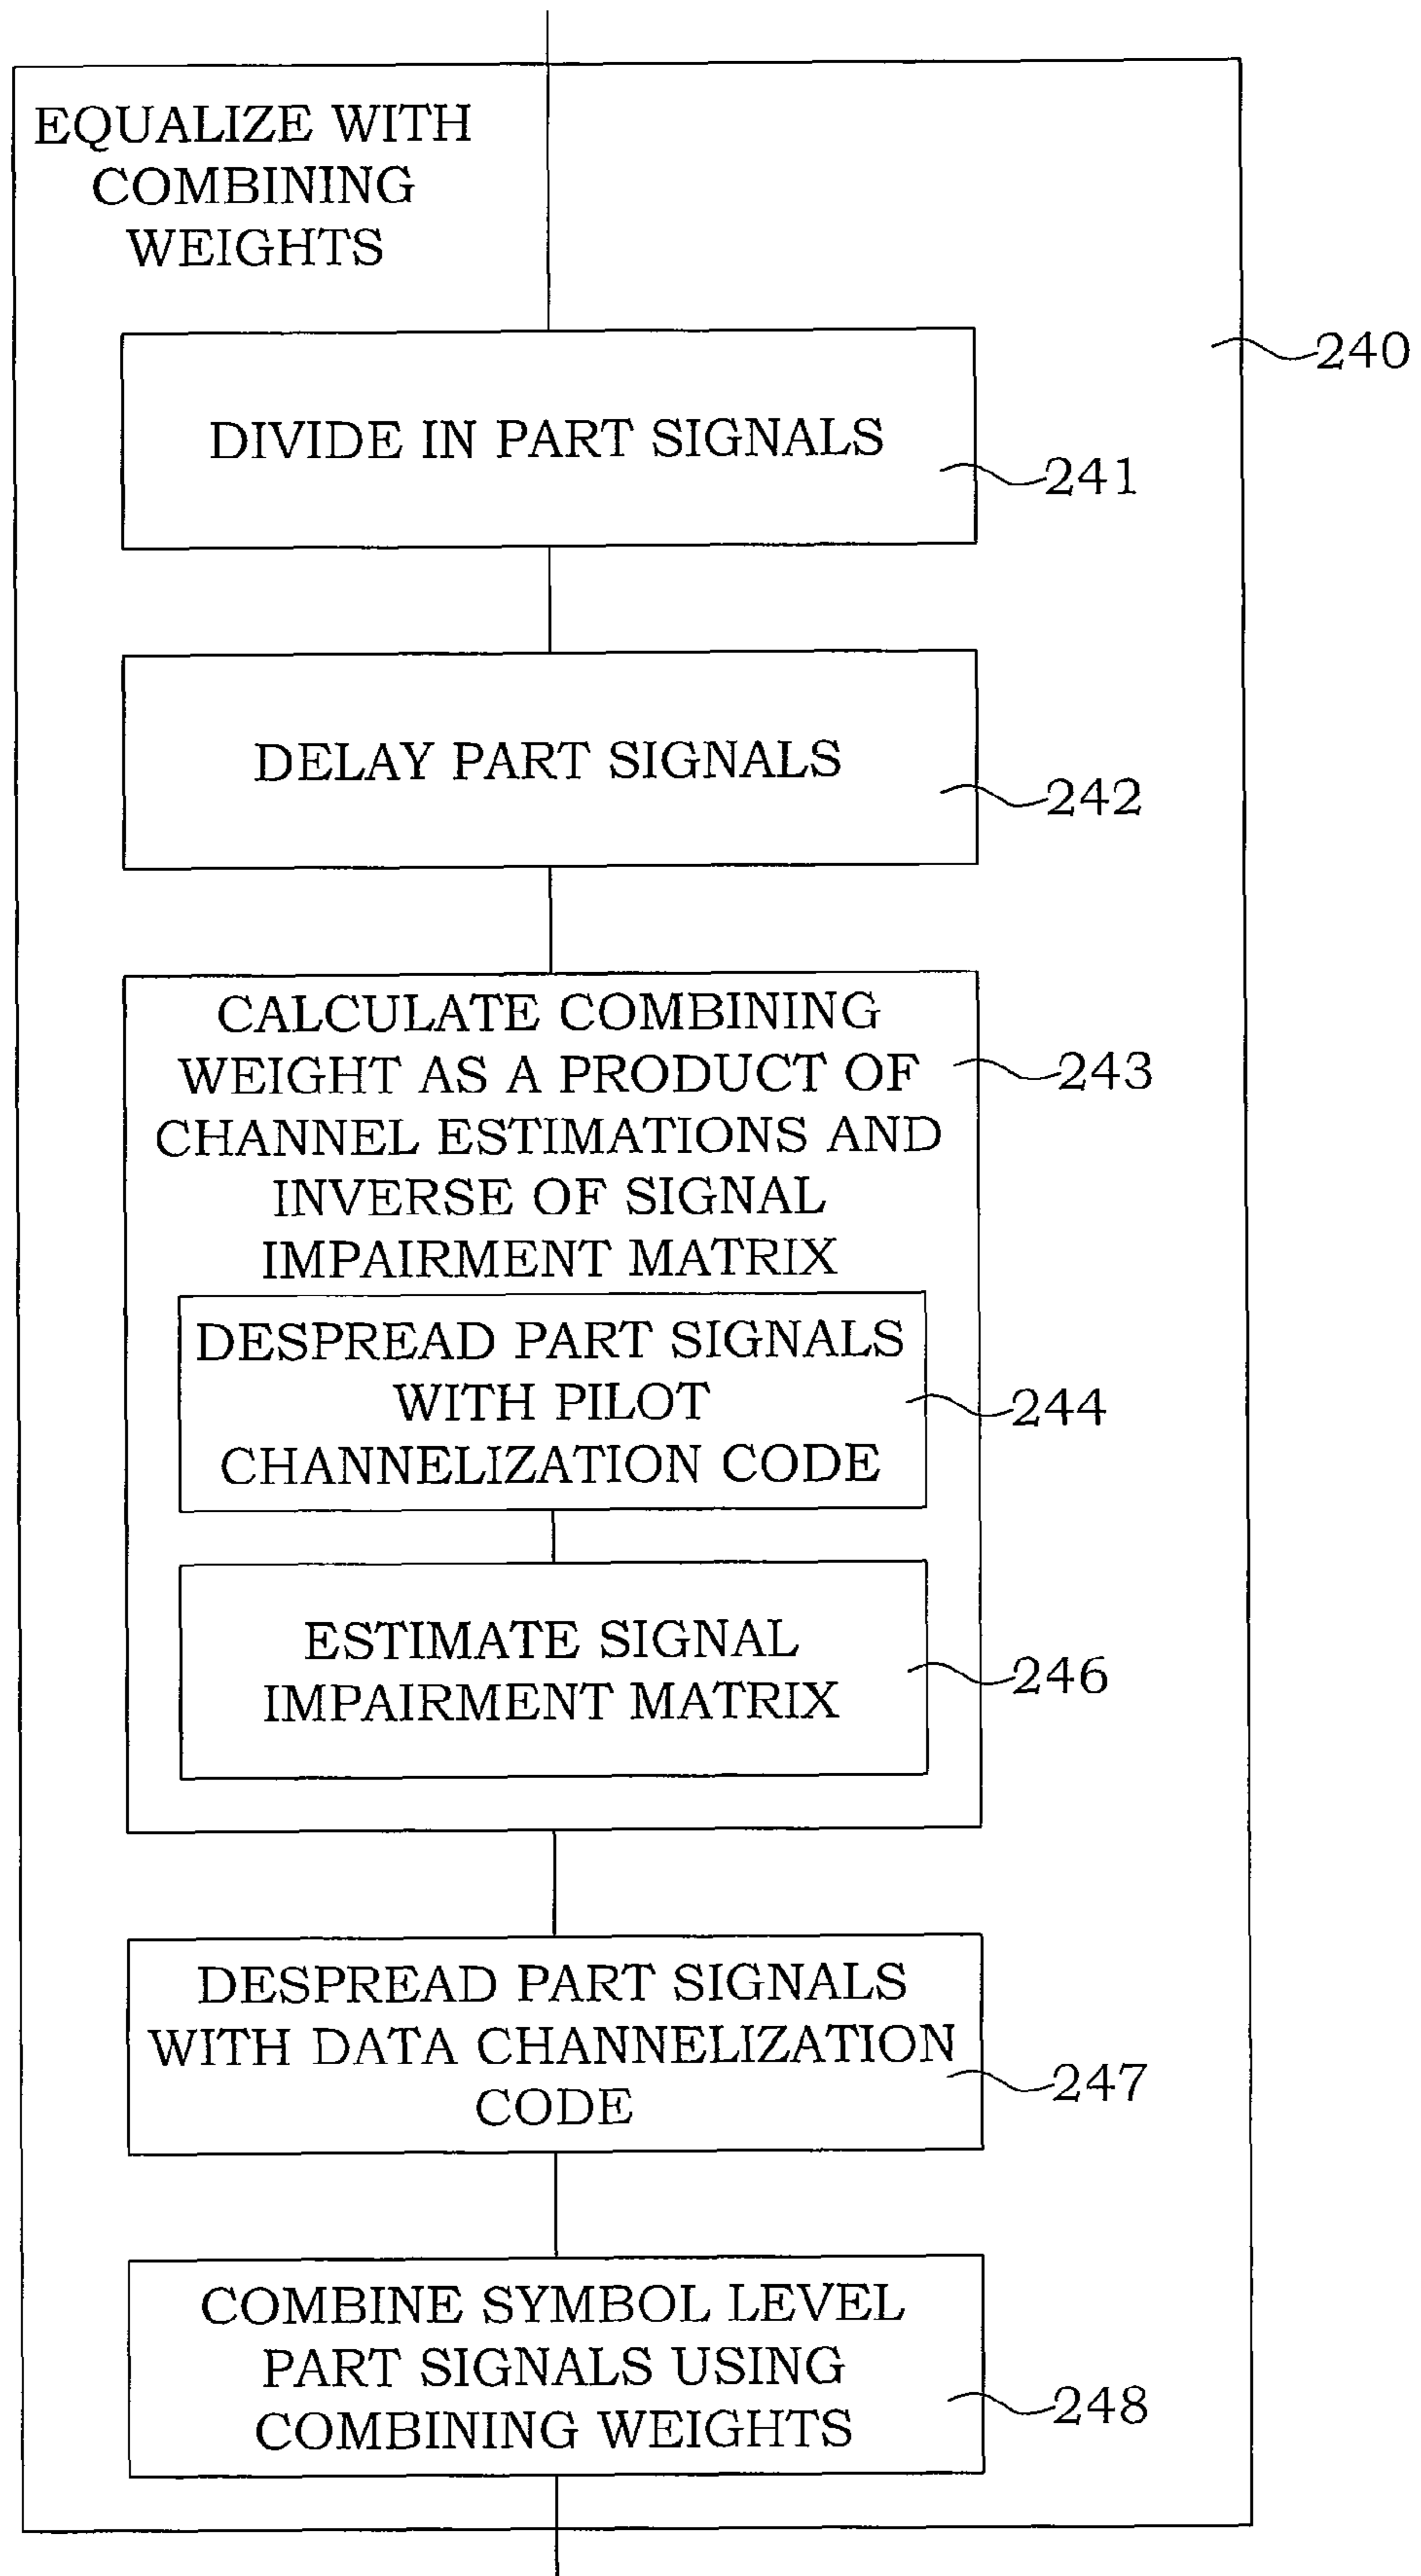 EQUALIZE WITH
COMBINING
WEIGHTS
240
DIVIDE IN PART SIGNALS
241
DELAY PART SIGNALS
242
CALCULATE COMBINING
WEIGHT AS A PRODUCT OF
243
CHANNEL ESTIMATIONS AND
INVERSE OF SIGNAL
IMPAIRMENT MATRIX
DESPREAD PART SIGNALS
WITH PILOT
244
CHANNELIZATION CODE
ESTIMATE SIGNAL
246
IMPAIRMENT MATRIX
DESPREAD PART SIGNALS
WITH DATA CHANNELIZATION
247
CODE
COMBINE SYMBOL LEVEL
PART SIGNALS USING
248
COMBINING WEIGHTS